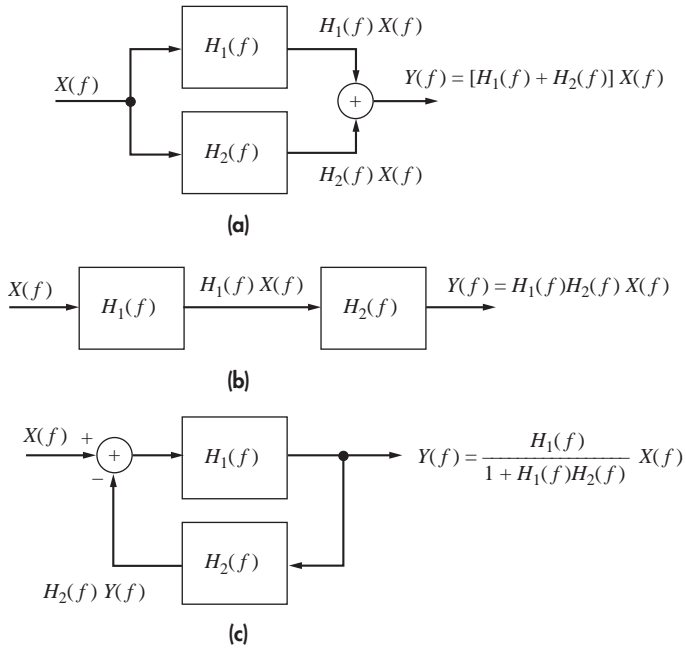 H₁(f) X(f)
H₁(f)
X(f)
+
Y(f) = [H₁(f) + H₂(f)] X(f)
H₂(f)
H₂(f) X(f)
(a)
X(f)
H₁(f)
H₁(f) X(f)
H₂(f)
Y(f) = H₁(f)H₂(f) X(f)
(b)
X(f)
+
+
−
H₁(f)
Y(f) = H₁(f) / 1 + H₁(f)H₂(f) X(f)
H₂(f)
H₂(f) Y(f)
(c)